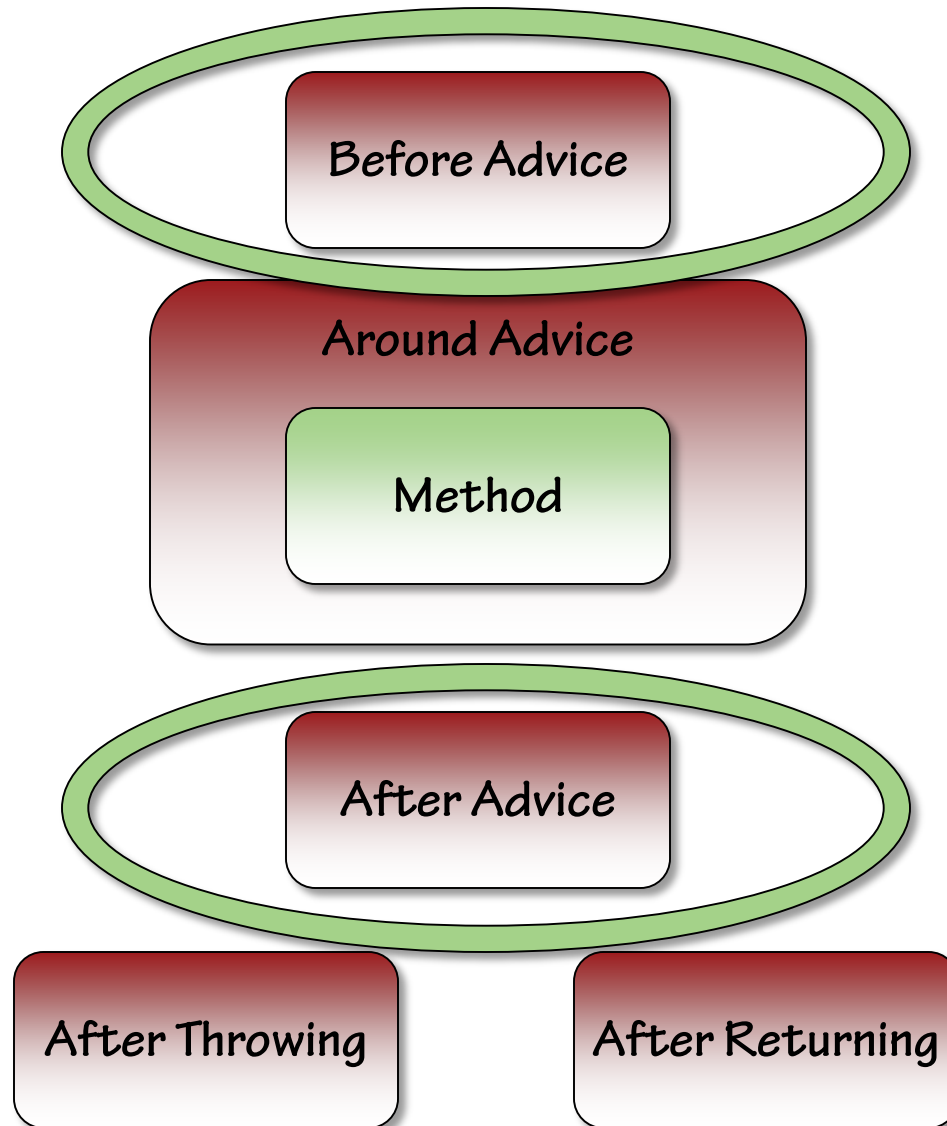 Before Advice
Around Advice
Method
After Advice
After Throwing
After Returning